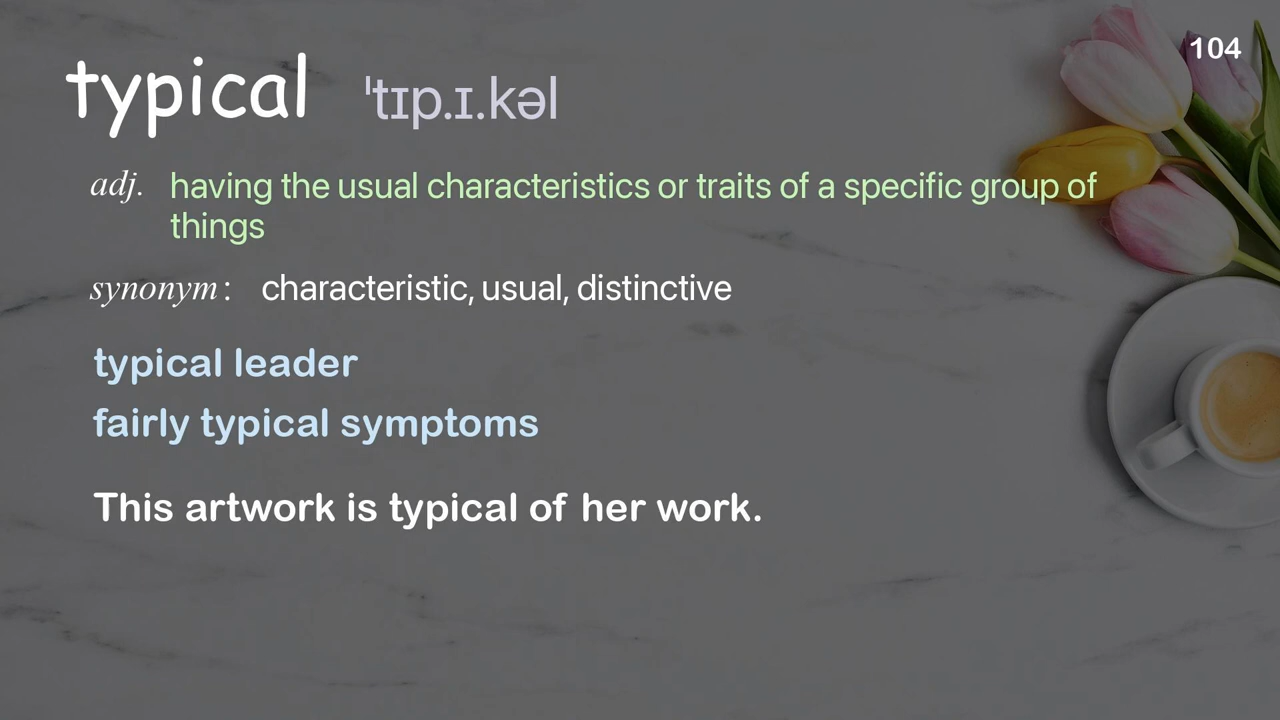 104
typical ˈtɪp.ɪ.kəl
adj. having the usual characteristics or traits of a specific group of
things
synonym: characteristic, usual, distinctive
typical leader
fairly typical symptoms
This artwork is typical of her work.